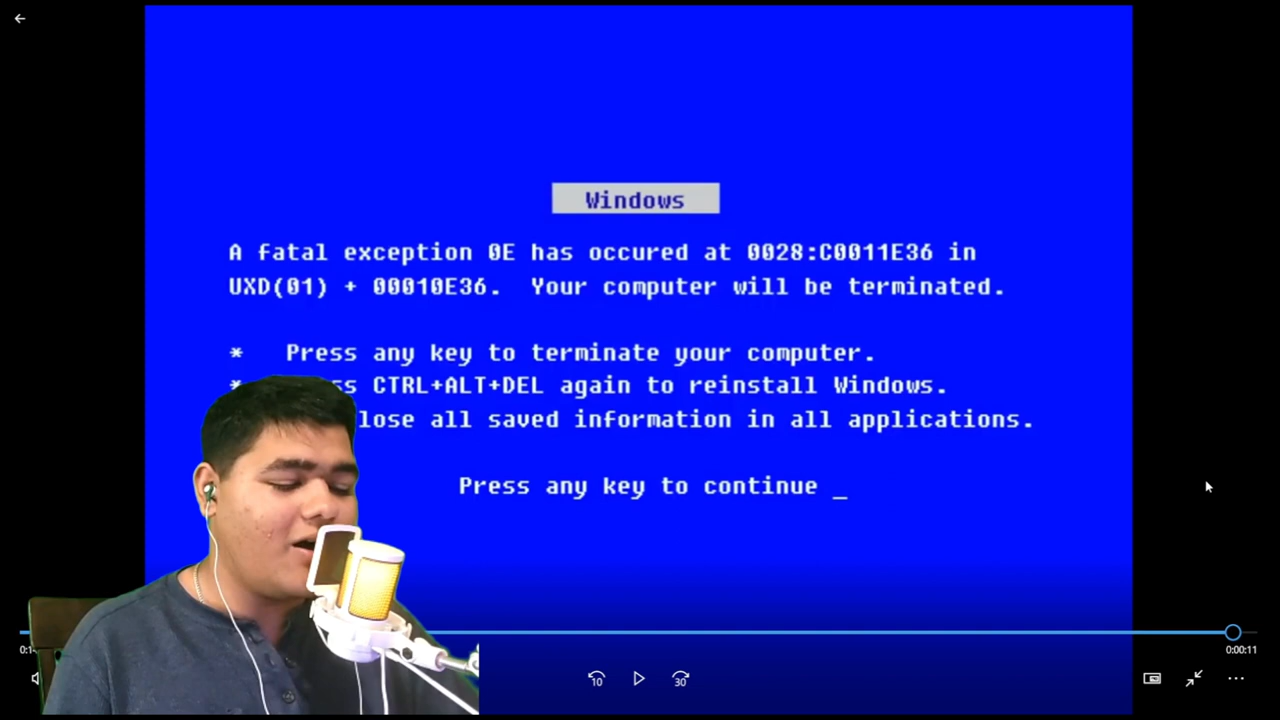 Windows
A fatal exception 0E has occured at 0028:C0011E36 in
UXD(01) + 00010E36. Your computer will be terminated.
* Press any key to terminate your computer.
* CTRL+ALT+DEL again to reinstall Windows.
lose all saved information in all applications.
Press any key to continue _
0:00:11
10
30